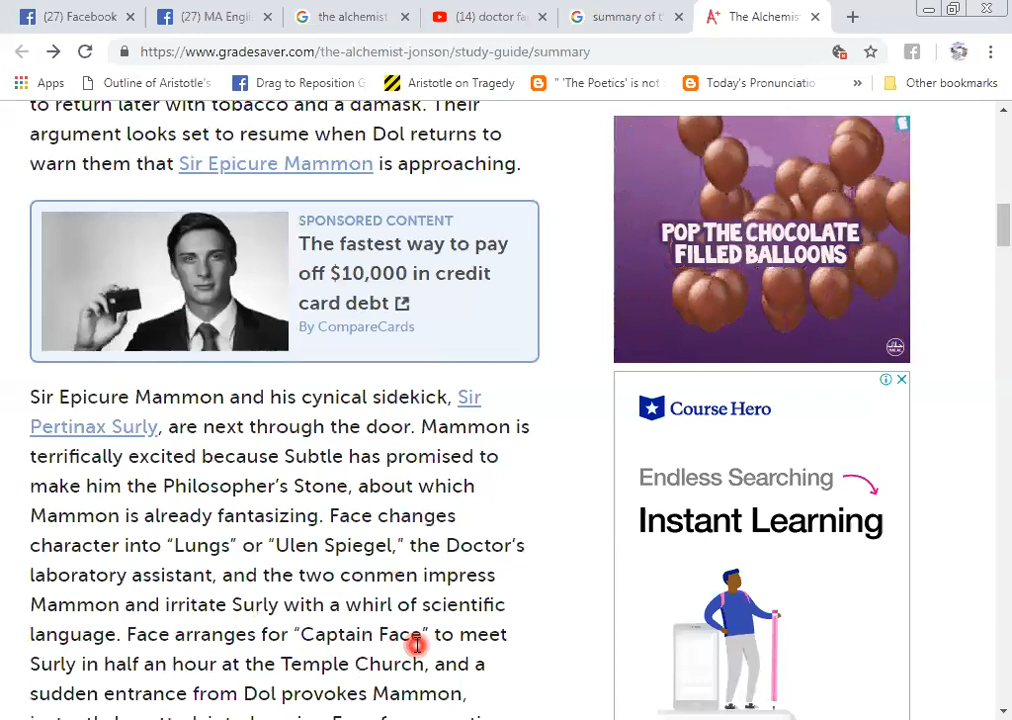 (27) Facebook
(27) MA Engli
the alchemist
(14) doctor fa
summary of t
The Alchemis
https://www.gradesaver.com/the-alchemist-jonson/study-guide/summary
Apps
Outline of Aristotle's
Drag to Reposition G
Aristotle on Tragedy
" 'The Poetics' is not
Today's Pronunciatio
»
Other bookmarks
to return later with tobacco and a damask. Their
argument looks set to resume when Dol returns to
warn them that Sir Epicure Mammon is approaching.
SPONSORED CONTENT
The fastest way to pay
off $10,000 in credit
card debt
By CompareCards
Sir Epicure Mammon and his cynical sidekick, Sir
Pertinax Surly, are next through the door. Mammon is
terrifically excited because Subtle has promised to
make him the Philosopher's Stone, about which
Mammon is already fantasizing. Face changes
character into “Lungs” or “Ulen Spiegel,” the Doctor's
laboratory assistant, and the two conmen impress
Mammon and irritate Surly with a whirl of scientific
language. Face arranges for “Captain Face” to meet
Surly in half an hour at the Temple Church, and a
sudden entrance from Dol provokes Mammon,
POP THE CHOCOLATE
FILLED BALLOONS
Course Hero
Endless Searching
Instant Learning